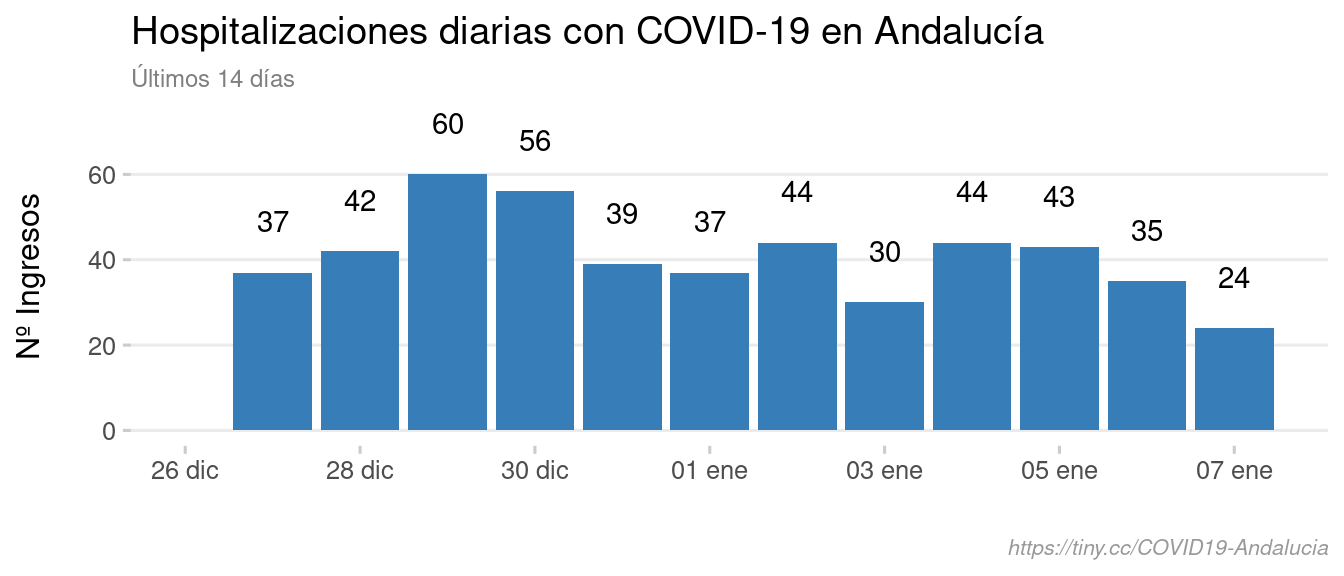 Hospitalizaciones diarias con COVID-19 en Andalucía
Últimos 14 días
Nº Ingresos
60
40
20
0
37
42
60
56
39
37
44
30
44
43
35
24
26 dic
28 dic
30 dic
01 ene
03 ene
05 ene
07 ene
https://tiny.cc/COVID19-Andalucia